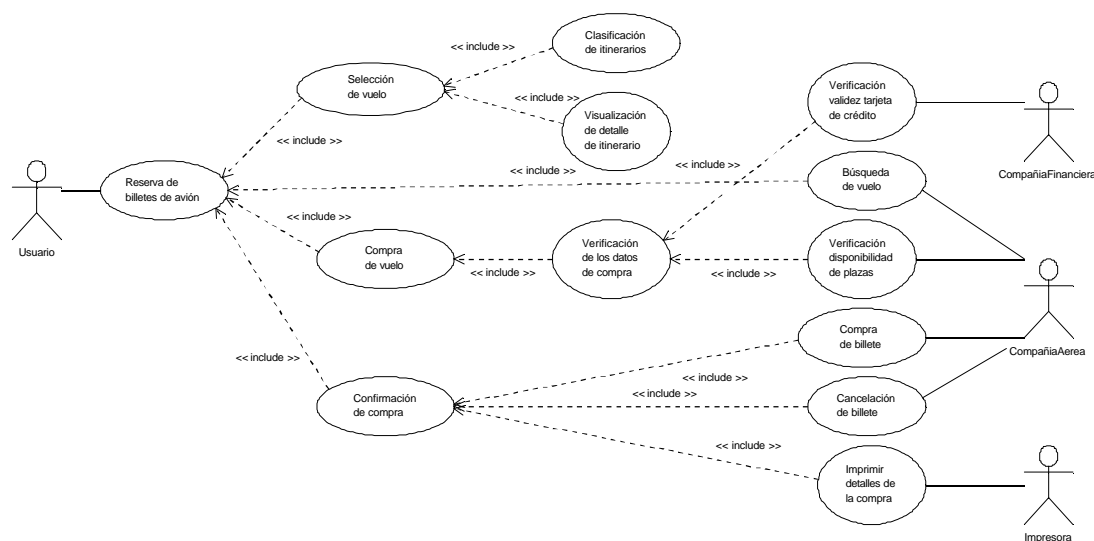 Clasificación
de itinerarios
<< include >>
Selección
de vuelo
Verificación
validez tarjeta
de crédito
<< include >>
Visualización
de detalle
de itinerario
<< include >>
<< include >>
CompañiaFinanciera
Reserva de
billetes de avión
<< include >>
Búsqueda
de vuelo
Usuario
<< include >>
Compra
de vuelo
<< include >>
Verificación
de los datos
de compra
<< include >>
Verificación
disponibilidad
de plazas
Compra
de billete
CompañiaAerea
<< include >>
<< include >>
<< include >>
Confirmación
de compra
Cancelación
de billete
<< include >>
Imprimir
detalles de
la compra
Impresora